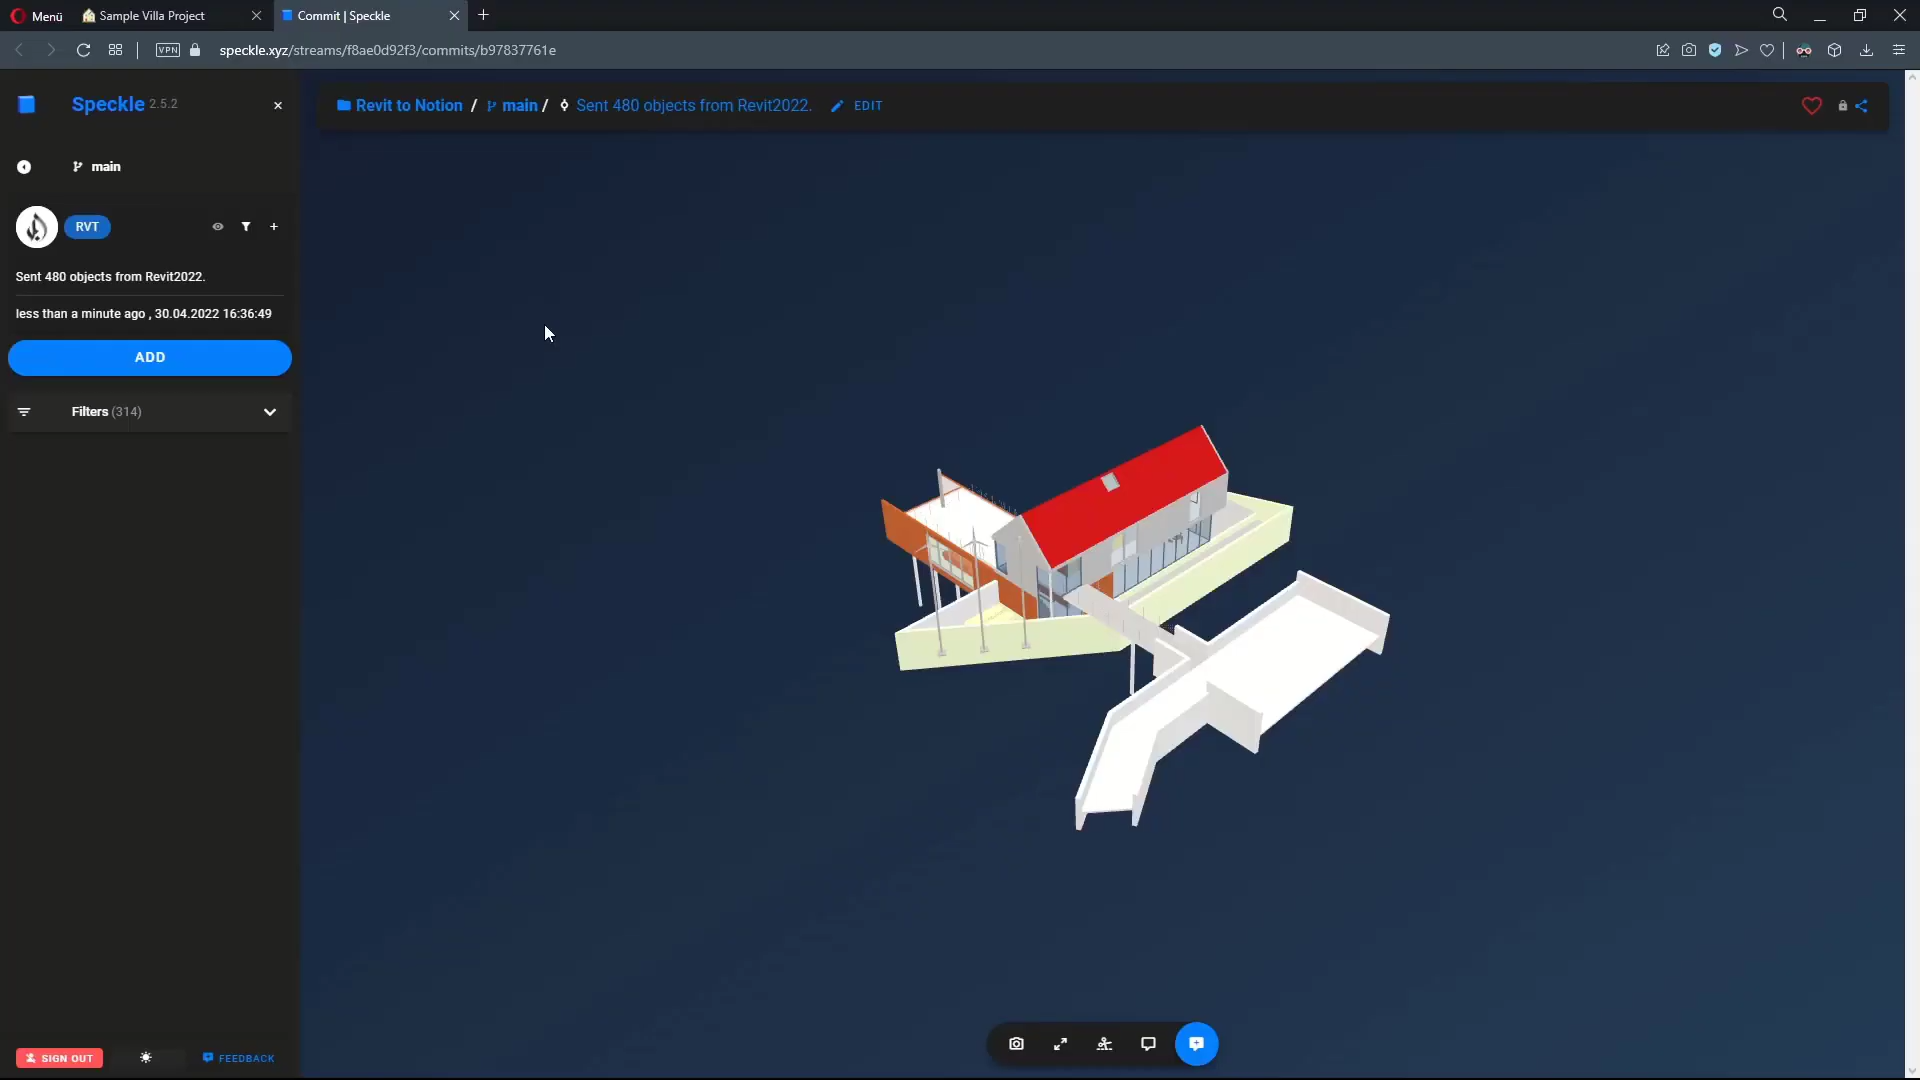 Menü
Sample Villa Project
Commit | Speckle
VPN
speckle.xyz/streams/f8ae0d92f3/commits/b97837761e
Speckle 2.5.2
Revit to Notion / main / Sent 480 objects from Revit2022. EDIT
main
RVT
Sent 480 objects from Revit2022.
less than a minute ago , 30.04.2022 16:36:49
ADD
Filters (314)
SIGN OUT
FEEDBACK